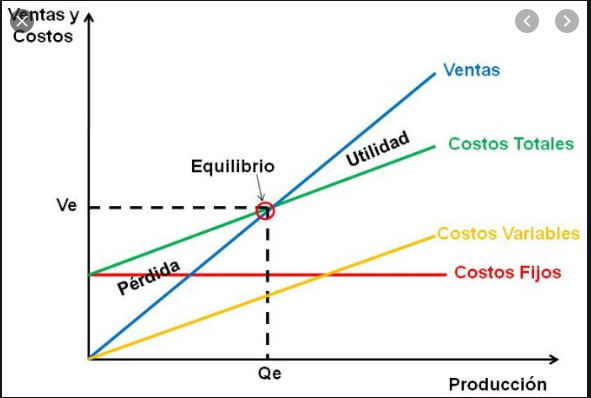 Ventas y
Costos
Ventas
Utilidad
Costos Totales
Equilibrio
Ve
Costos Variables
Pérdida
Costos Fijos
Qe
Producción